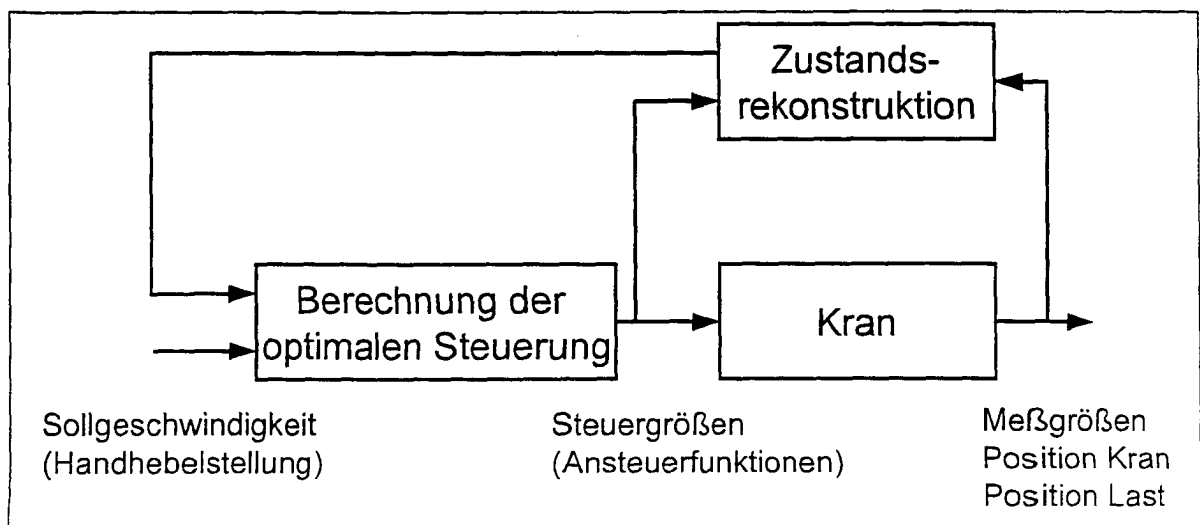 Zustands-
rekonstruktion
Berechnung der
optimalen Steuerung
Kran
Sollgeschwindigkeit
(Handhebelstellung)
Steuergrößen
(Ansteuerfunktionen)
Meßgrößen
Position Kran
Position Last